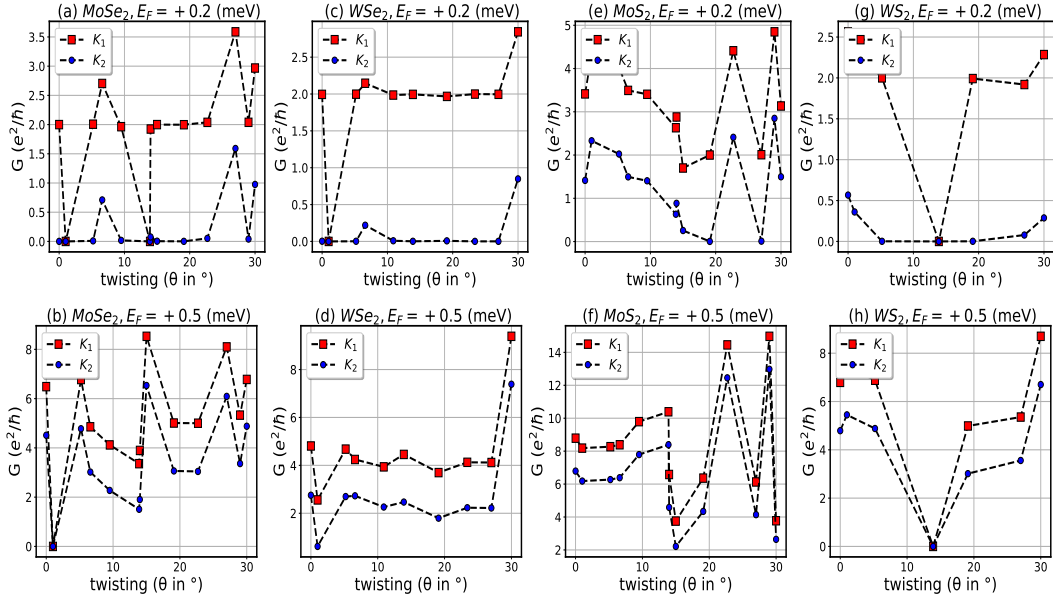 (a) MoSe₂, E_F = +0.2 (meV)
G (e²/ħ)
3.5
3.0
2.5
2.0
1.5
1.0
0.5
0.0
K₁
K₂
0 10 20 30
twisting (θ in °)
(c) WSe₂, E_F = +0.2 (meV)
G (e²/ħ)
2.5
2.0
1.5
1.0
0.5
0.0
K₁
K₂
0 10 20 30
twisting (θ in °)
(e) MoS₂, E_F = +0.2 (meV)
G (e²/ħ)
5
4
3
2
1
0
K₁
K₂
0 10 20 30
twisting (θ in °)
(g) WS₂, E_F = +0.2 (meV)
G (e²/ħ)
2.5
2.0
1.5
1.0
0.5
0.0
K₁
K₂
0 10 20 30
twisting (θ in °)
(b) MoSe₂, E_F = +0.5 (meV)
G (e²/ħ)
8
6
4
2
0
K₁
K₂
0 10 20 30
twisting (θ in °)
(d) WSe₂, E_F = +0.5 (meV)
G (e²/ħ)
8
6
4
2
K₁
K₂
0 10 20 30
twisting (θ in °)
(f) MoS₂, E_F = +0.5 (meV)
G (e²/ħ)
14
12
10
8
6
4
2
K₁
K₂
0 10 20 30
twisting (θ in °)
(h) WS₂, E_F = +0.5 (meV)
G (e²/ħ)
8
6
4
2
0
K₁
K₂
0 10 20 30
twisting (θ in °)